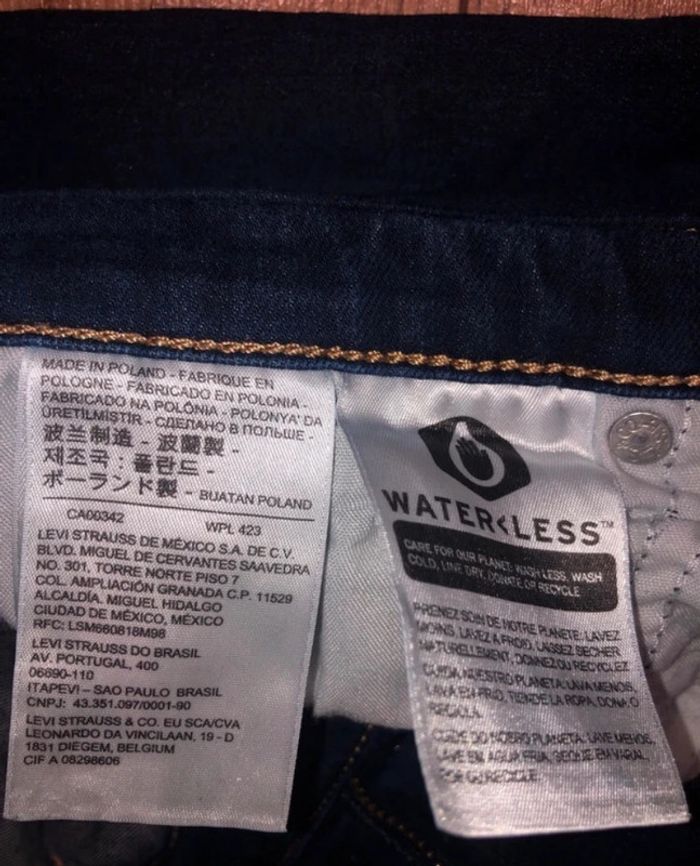 MADE IN POLAND - FABRIQUE EN
POLOGNE - FABRICADO EN POLONIA -
FABRICADO NA POLÔNIA - POLONYA' DA
ÜRETİLMİŞTİR - СДЕЛАНО В ПОЛЬШЕ -
波兰制造 - 波蘭製 -
제조국 : 폴란드 -
ポーランド製 - BUATAN POLAND
CA00342 WPL 423
LEVI STRAUSS DE MÉXICO S.A. DE C.V.
BLVD. MIGUEL DE CERVANTES SAAVEDRA
NO. 301, TORRE NORTE PISO 7
COL. AMPLIACIÓN GRANADA C.P. 11529
ALCALDÍA. MIGUEL HIDALGO
CIUDAD DE MÉXICO, MÉXICO
RFC: LSM660818M98
LEVI STRAUSS DO BRASIL
AV. PORTUGAL, 400
06690-110
ITAPEVI – SAO PAULO BRASIL
CNPJ: 43.351.097/0001-90
LEVI STRAUSS & CO. EU SCA/CVA
LEONARDO DA VINCILAAN, 19 - D
1831 DIEGEM, BELGIUM
CIF A 08298606
WATER<LESS™
CARE FOR OUR PLANET: WASH LESS, WASH
COLD, LINE DRY, DONATE OR RECYCLE
PRENEZ SOIN DE NOTRE PLANETE: LAVEZ
MOINS, LAVEZ A FROID, LAISSEZ SECHER
NATURELLEMENT, DONNEZ OU RECYCLEZ
CUIDA NUESTRO PLANETA: LAVA MENOS,
LAVA EN FRIO, TIENDE LA ROPA, DONA O
RECICLA
CUIDE DO NOSSO PLANETA: LAVE MENOS,
LAVE EM AGUA FRIA, SEQUE EM VARAL,